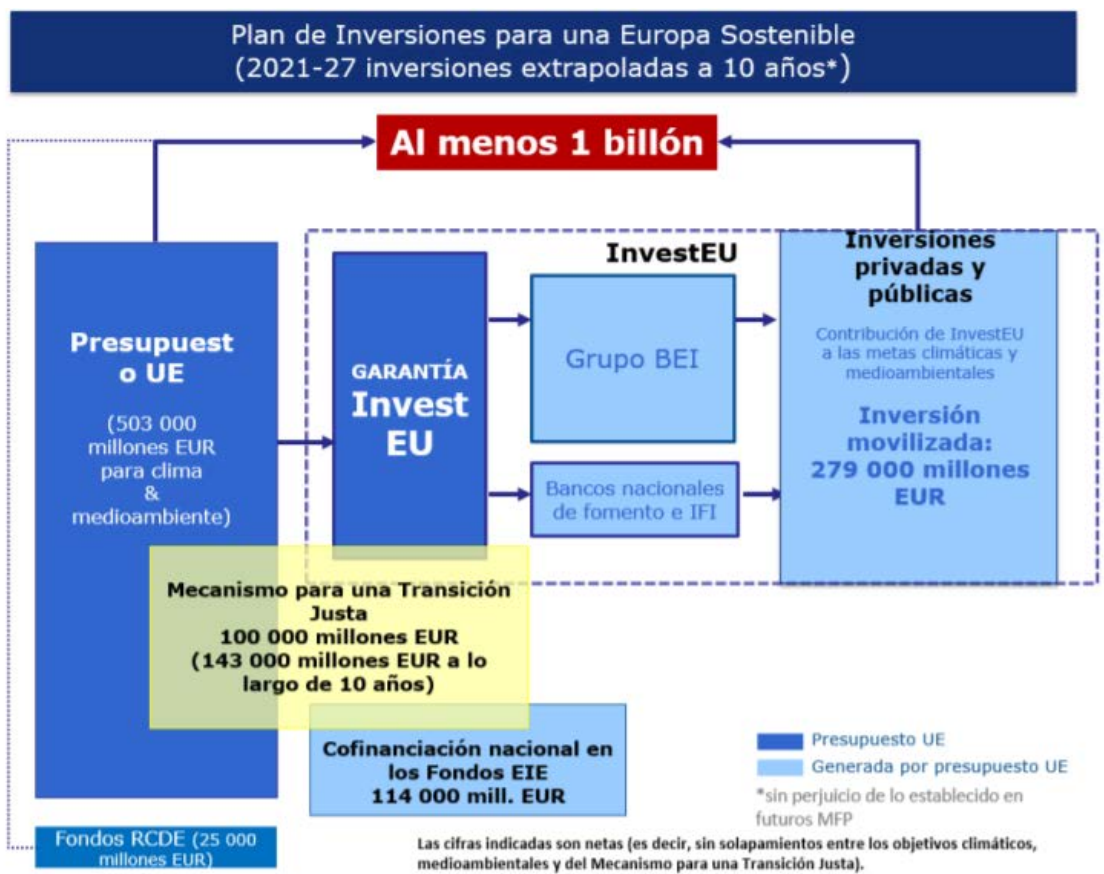 Plan de Inversiones para una Europa Sostenible
(2021-27 inversiones extrapoladas a 10 años*)
Al menos 1 billón
Presupuest
o UE
(503 000
millones EUR
para clima
&
medioambiente)
GARANTÍA
Invest
EU
InvestEU
Grupo BEI
Bancos nacionales
de fomento e IFI
Inversiones
privadas y
públicas
Contribución de InvestEU
a las metas climáticas y
medioambientales
Inversión
movilizada:
279 000 millones
EUR
Mecanismo para una Transición
Justa
100 000 millones EUR
(143 000 millones EUR a lo
largo de 10 años)
Cofinanciación nacional en
los Fondos EIE
114 000 mill. EUR
Presupuesto UE
Generada por presupuesto UE
*sin perjuicio de lo establecido en
futuros MFP
Fondos RCDE (25 000
millones EUR)
Las cifras indicadas son netas (es decir, sin solapamientos entre los objetivos climáticos,
medioambientales y del Mecanismo para una Transición Justa).